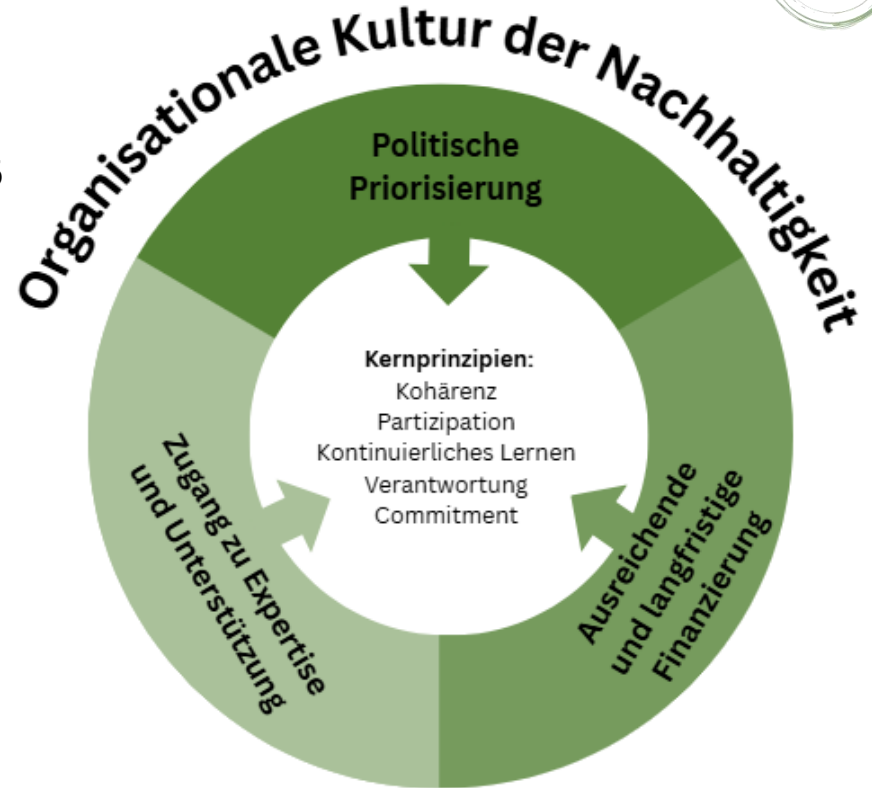 Organisationale Kultur der Nachhaltigkeit
Politische
Priorisierung
Kernprinzipien:
Kohärenz
Partizipation
Kontinuierliches Lernen
Verantwortung
Commitment
Zugang zu Expertise
und Unterstützung
Ausreichende
und langfristige
Finanzierung